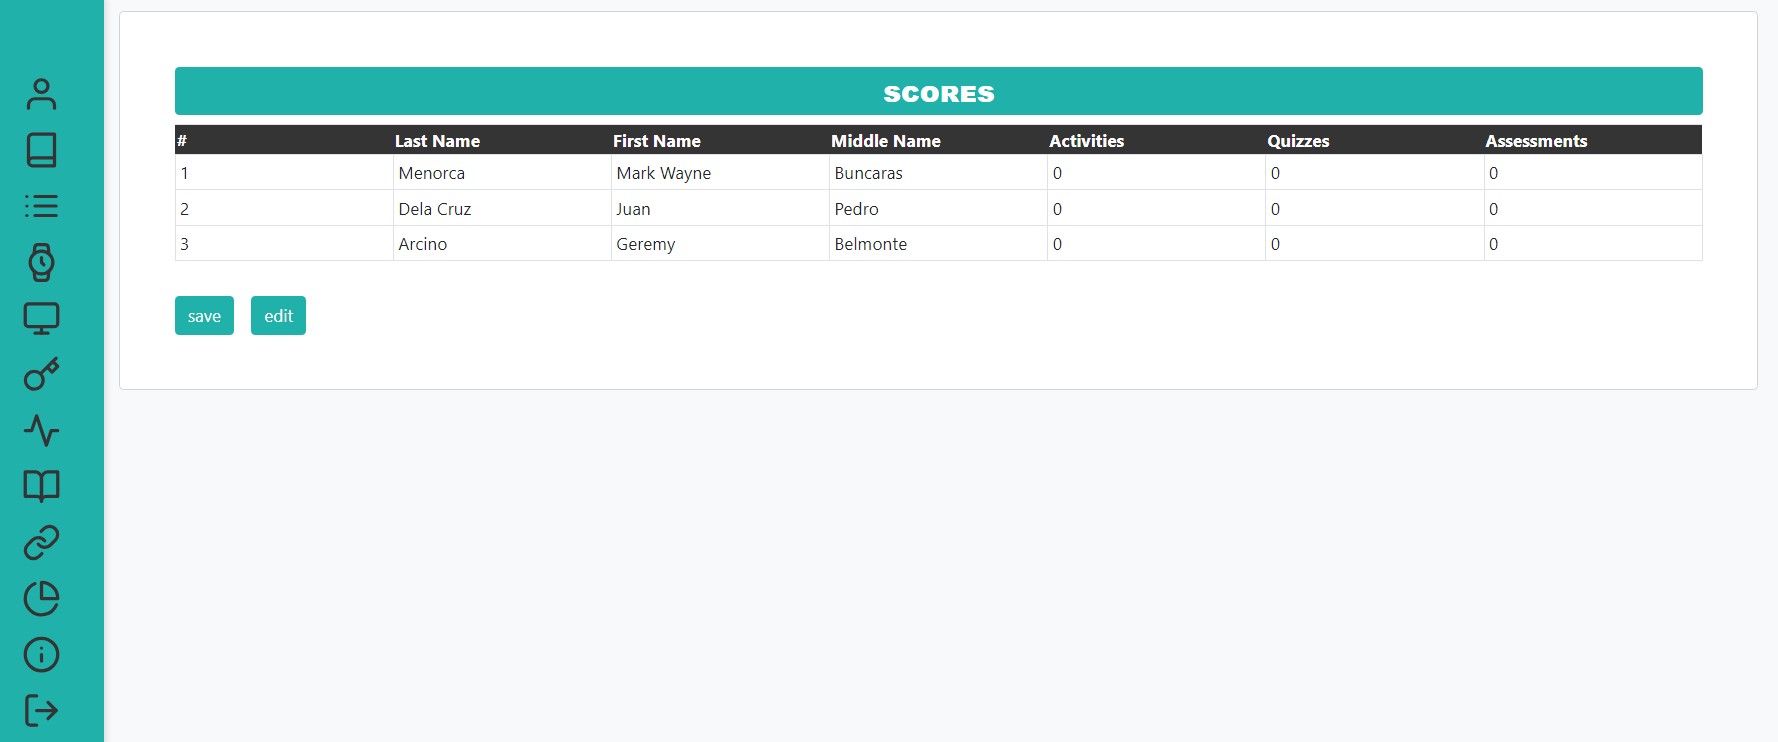 SCORES
# Last Name First Name Middle Name Activities Quizzes Assessments
1 Menorca Mark Wayne Buncaras 0 0 0
2 Dela Cruz Juan Pedro 0 0 0
3 Arcino Geremy Belmonte 0 0 0
save edit